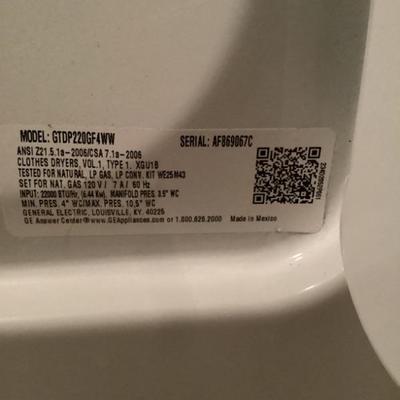 MODEL: GTDP220GF4WW SERIAL: AF869067C
ANSI Z21.5.1a-2006/CSA 7.1a-2006
CLOTHES DRYERS, VOL.1, TYPE 1, XGU1B
TESTED FOR NATURAL, LP GAS, LP CONV. KIT WE25M43
SET FOR NAT. GAS 120 V / 7 A / 60 Hz
INPUT: 22000 BTU/Hr, (6.44 Kw), MANIFOLD PRES. 3.5" WC
MIN. PRES. 4" WC/MAX. PRES. 10.5" WC
GENERAL ELECTRIC, LOUISVILLE, KY. 40225
GE Answer Center® www.GEAppliances.com or 1.800.626.2000 Made in Mexico